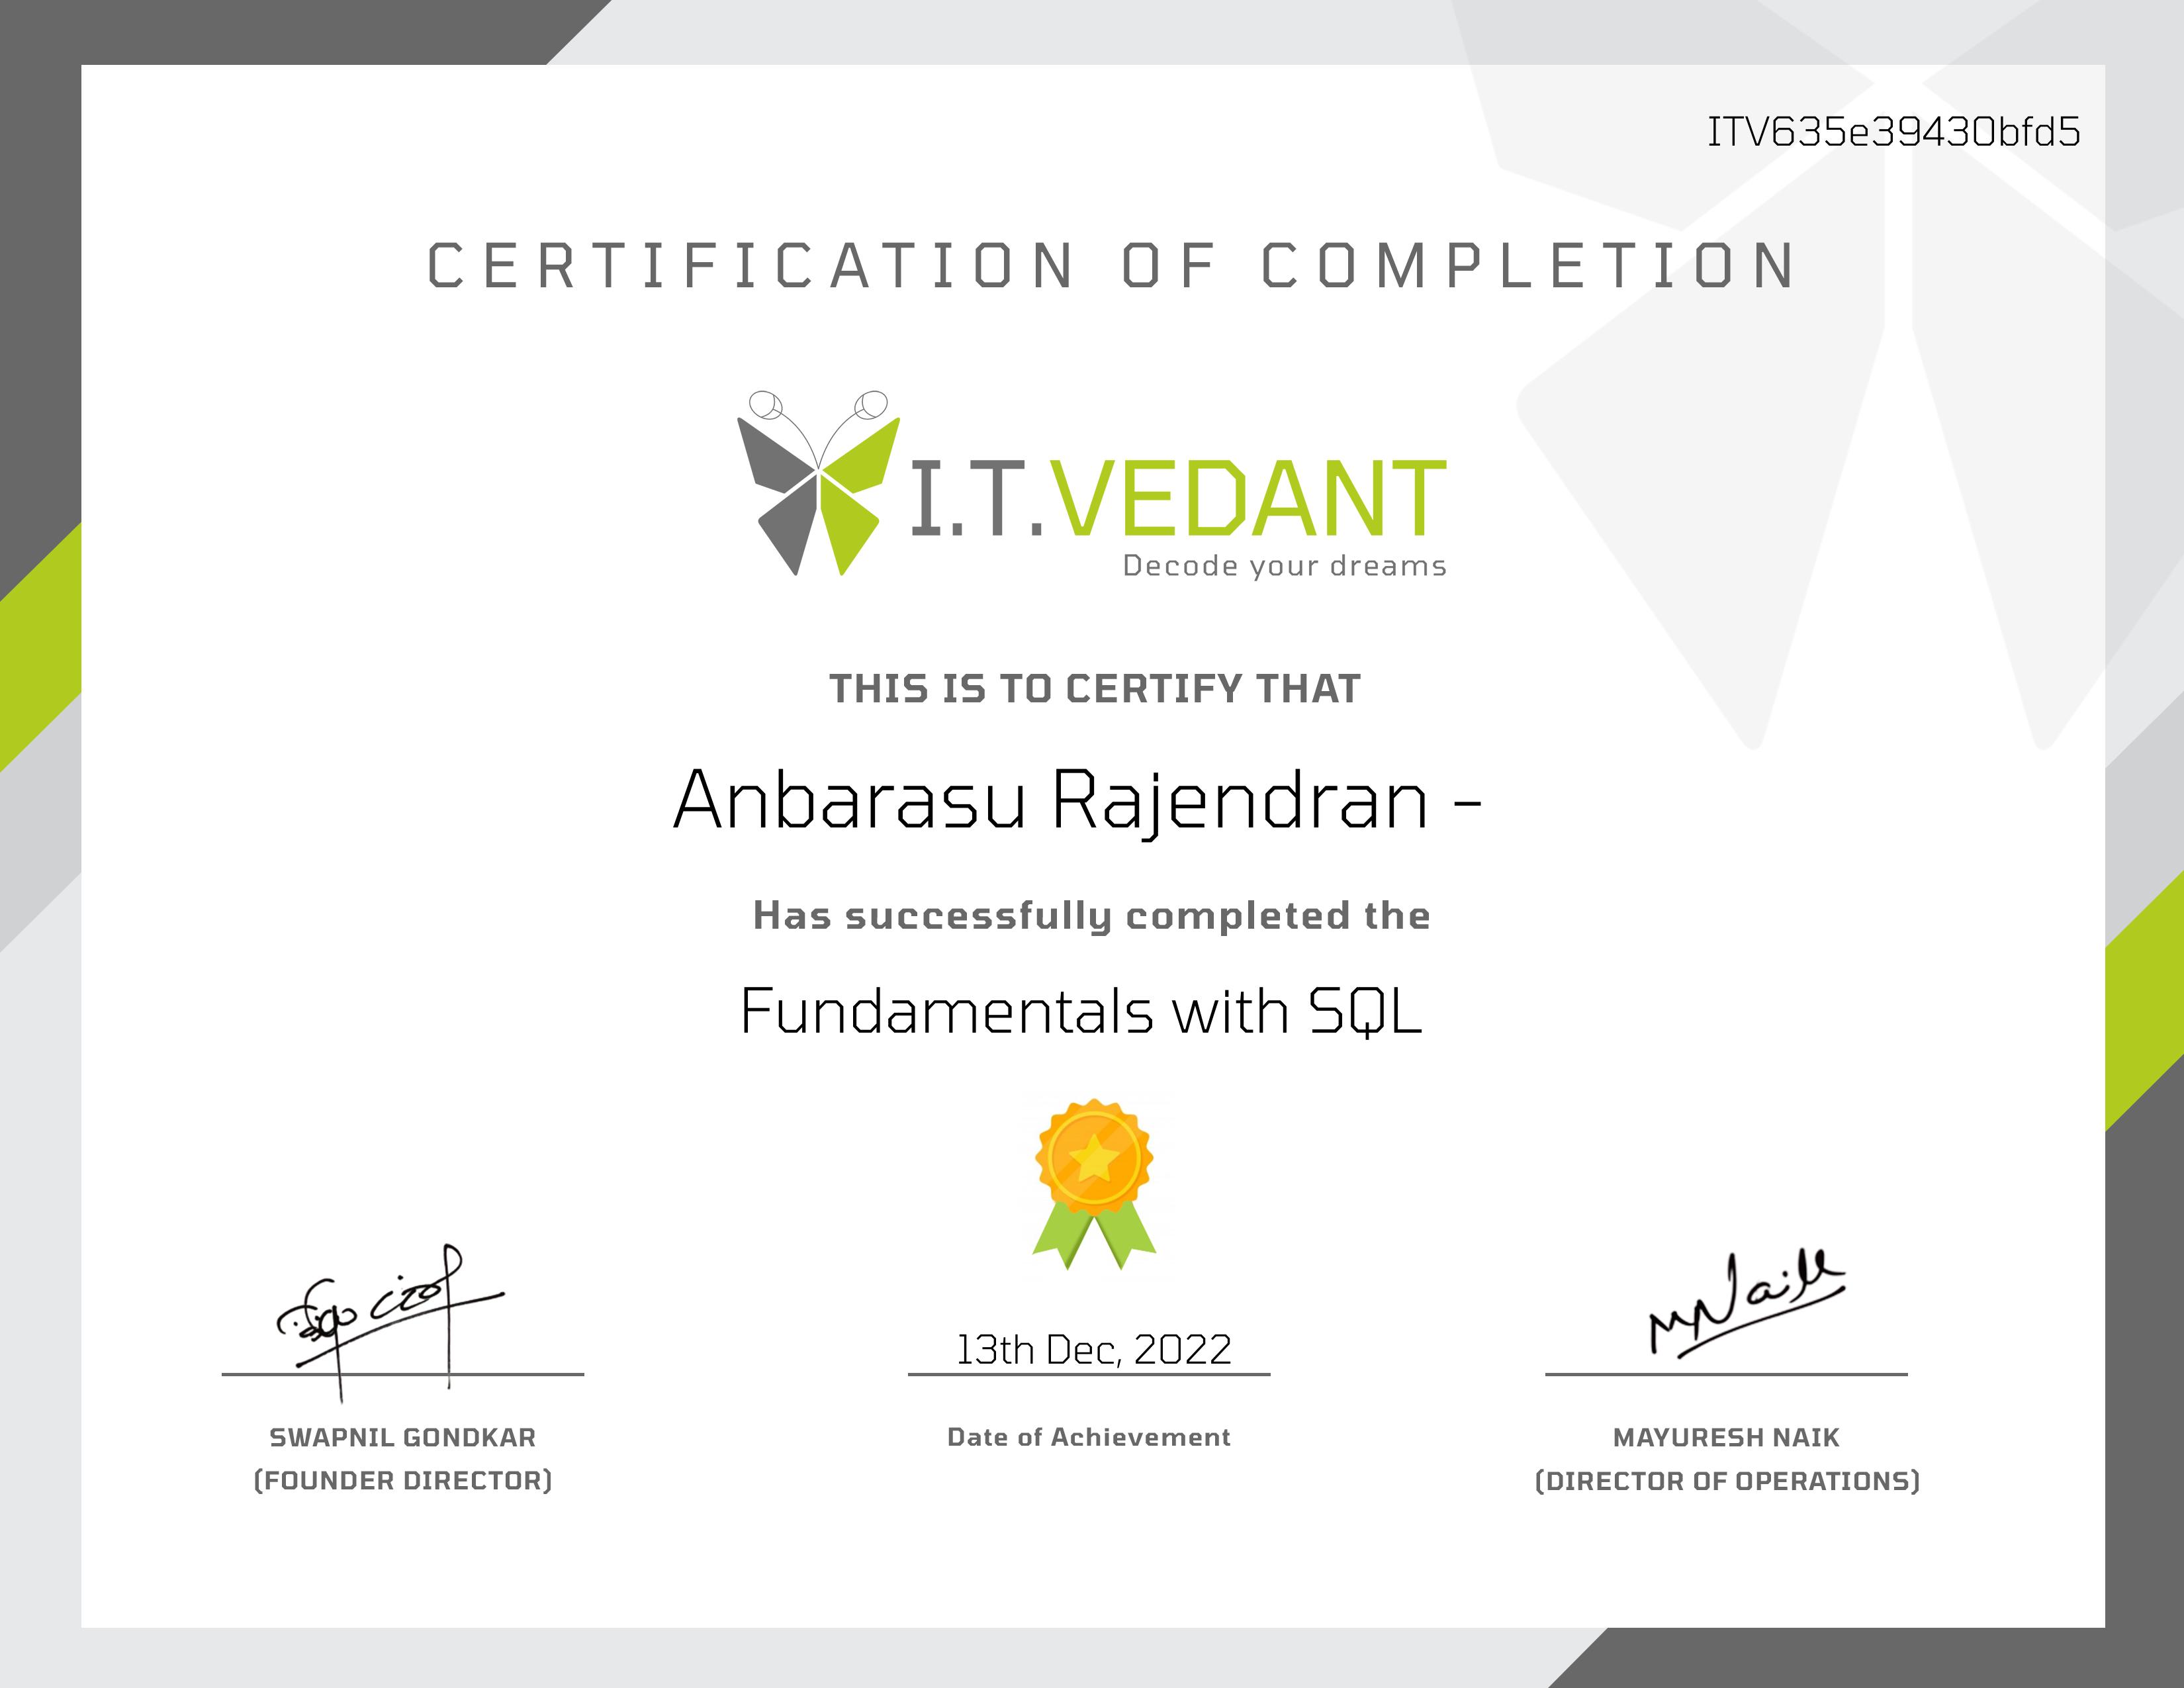 ITV635e39430bfd5
CERTIFICATION OF COMPLETION
I.T.VEDANT
Decode your dreams
THIS IS TO CERTIFY THAT
Anbarasu Rajendran -
Has successfully completed the
Fundamentals with SQL
13th Dec, 2022
SWAPNIL GONDKAR
(FOUNDER DIRECTOR)
Date of Achievement
MAYURESH NAIK
(DIRECTOR OF OPERATIONS)